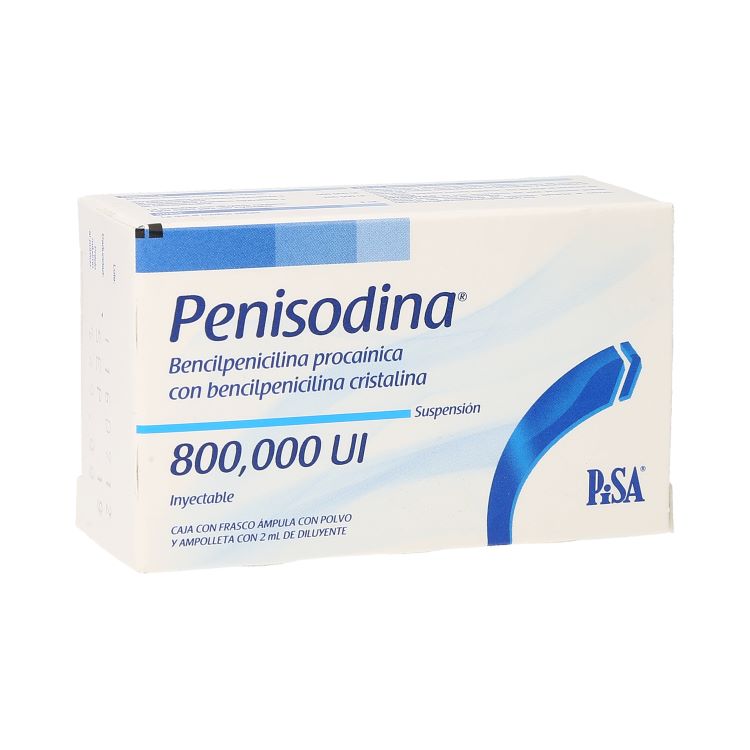 Penisodina®
Bencilpenicilina procaínica
con bencilpenicilina cristalina
Suspensión
800,000 UI
Inyectable
CAJA CON FRASCO ÁMPULA CON POLVO
Y AMPOLLETA CON 2 mL DE DILUYENTE
PiSA®